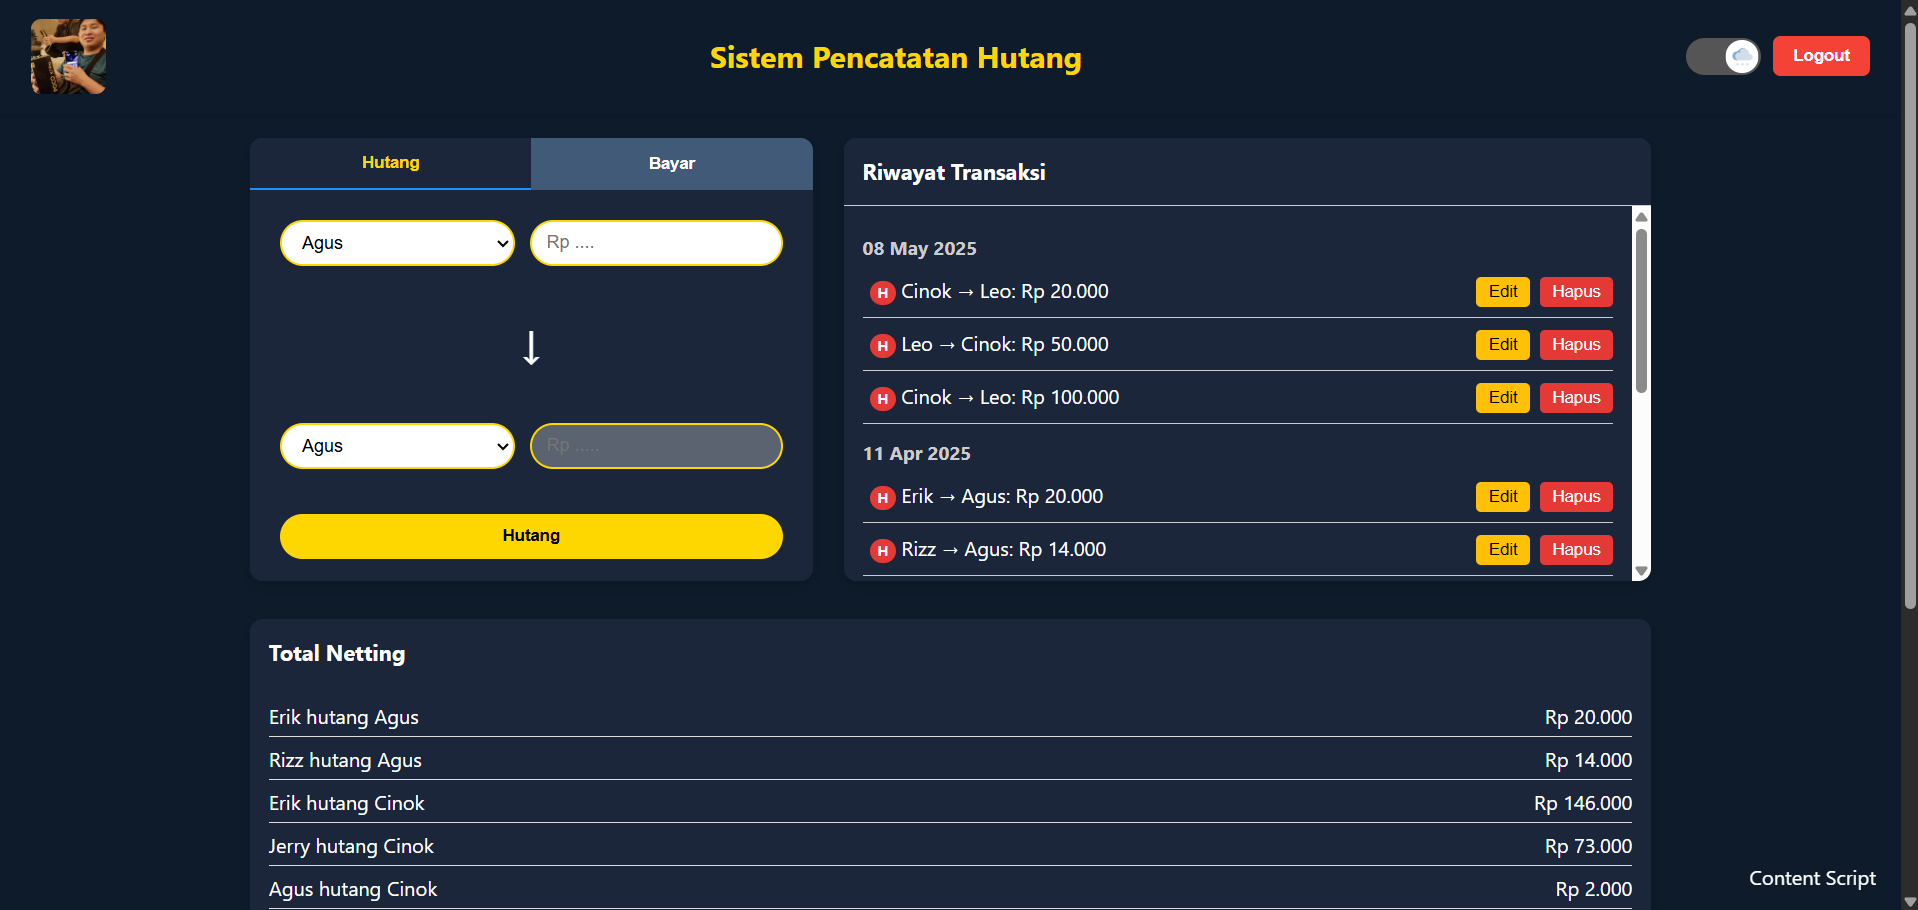 Sistem Pencatatan Hutang
Logout
Hutang
Bayar
Agus
Rp ....
↓
Agus
Rp .....
Hutang
Riwayat Transaksi
08 May 2025
H Cinok → Leo: Rp 20.000 Edit Hapus
H Leo → Cinok: Rp 50.000 Edit Hapus
H Cinok → Leo: Rp 100.000 Edit Hapus
11 Apr 2025
H Erik → Agus: Rp 20.000 Edit Hapus
H Rizz → Agus: Rp 14.000 Edit Hapus
Total Netting
Erik hutang Agus Rp 20.000
Rizz hutang Agus Rp 14.000
Erik hutang Cinok Rp 146.000
Jerry hutang Cinok Rp 73.000
Agus hutang Cinok Rp 2.000
Content Script